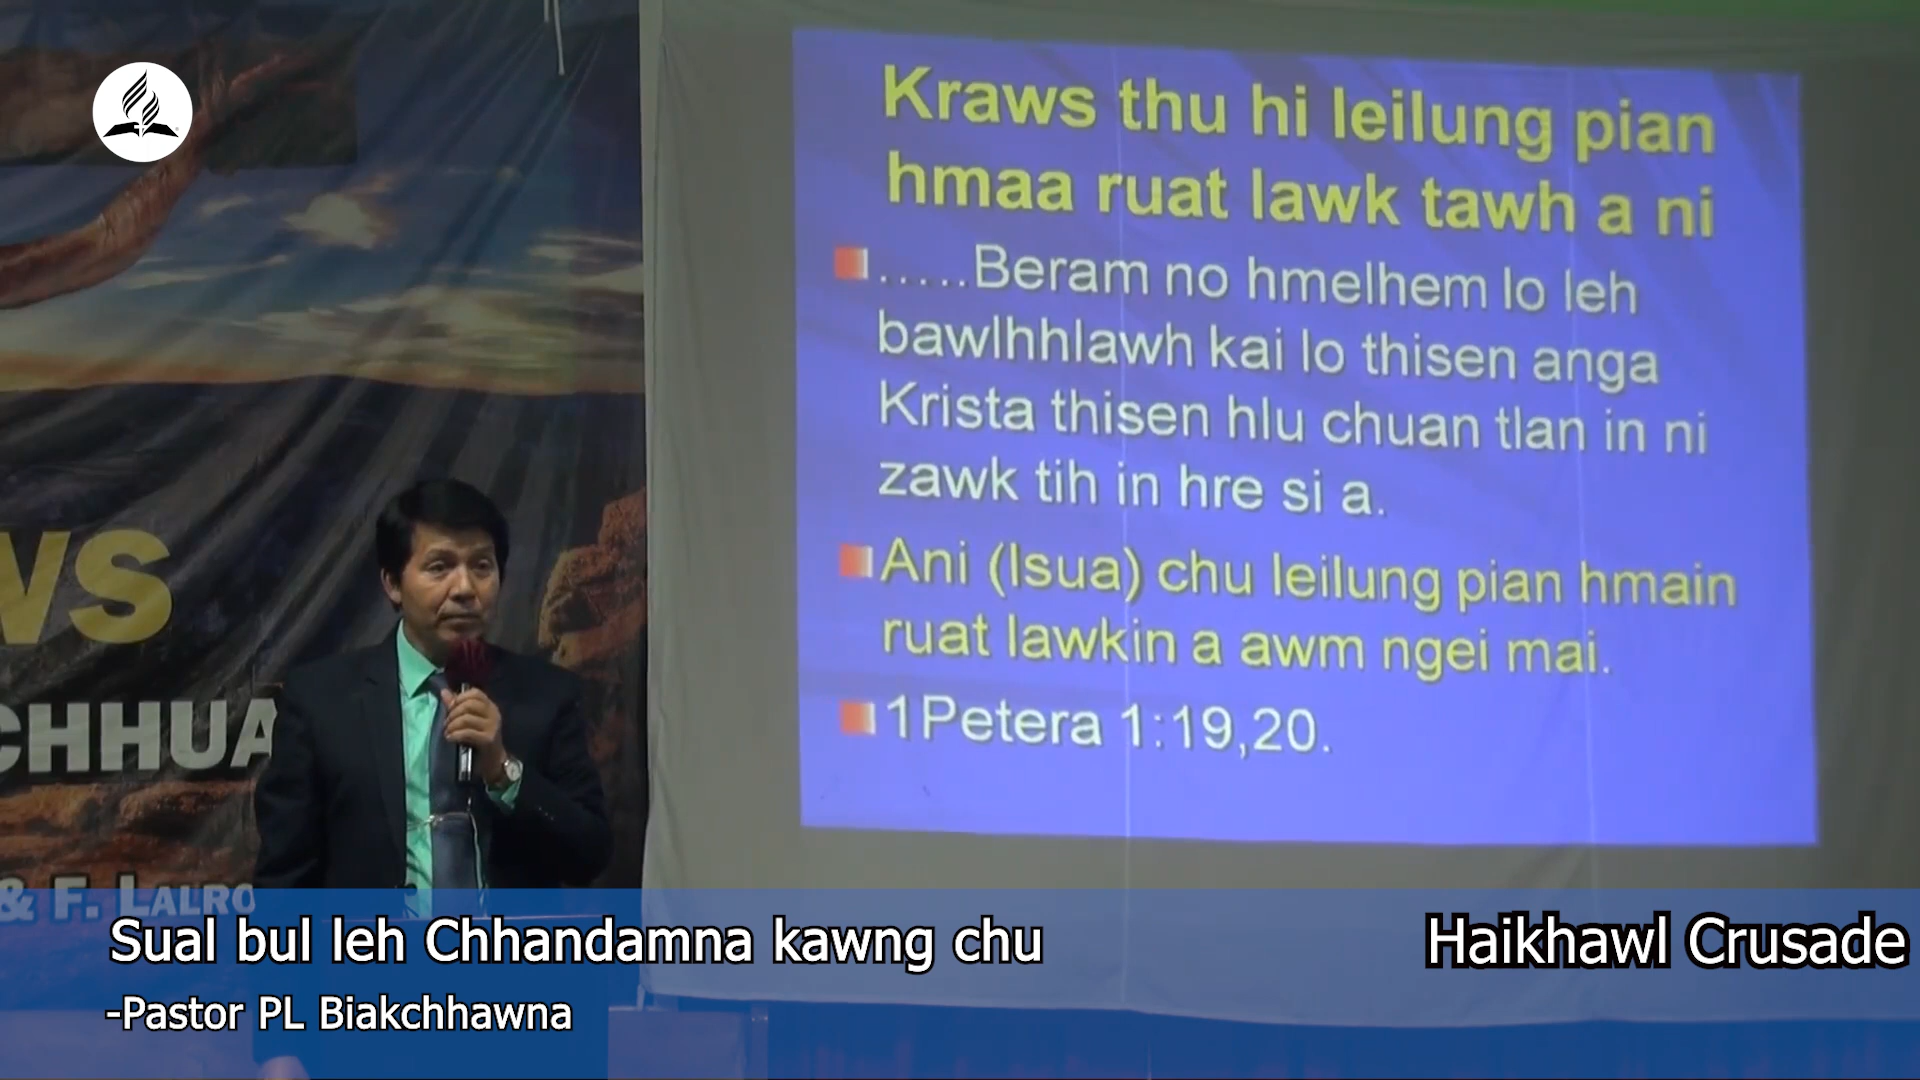 Kraws thu hi leilung pian
hmaa ruat lawk tawh a ni
.....Beram no hmelhem lo leh
bawlhhlawh kai lo thisen anga
Krista thisen hlu chuan tlan in ni
zawk tih in hre si a.
Ani (Isua) chu leilung pian hmain
ruat lawkin a awm ngei mai.
1Petera 1:19,20.
WS
CHHUA
& F. LALRO
Sual bul leh Chhandamna kawng chu
-Pastor PL Biakchhawna
Haikhawl Crusade